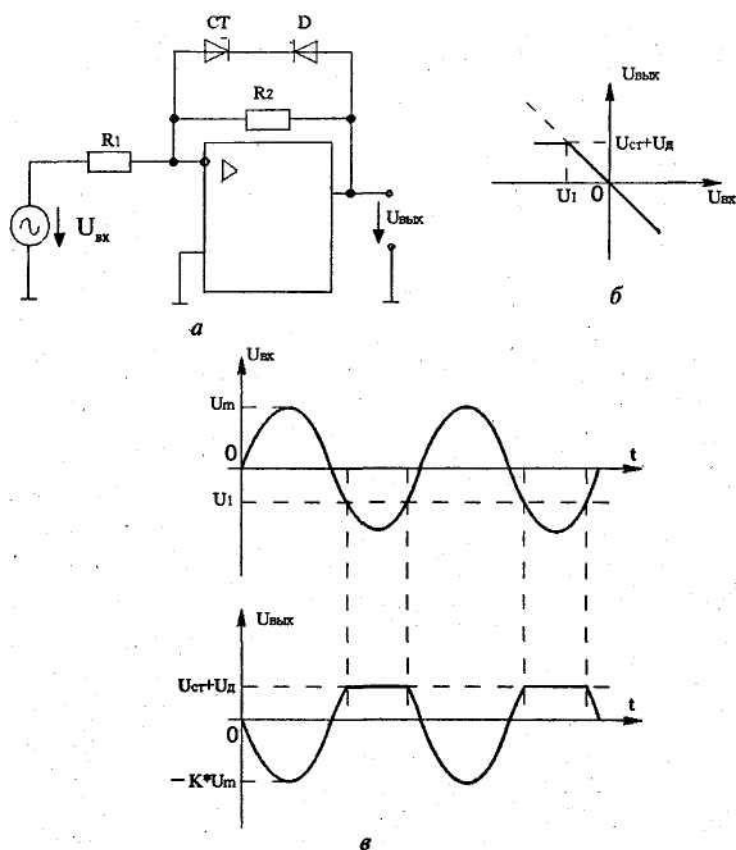 CT D
R2
R1
Uвх
Uвых
а
Uвых
Uст+Uд
U1 0 Uвх
б
Uвх
Um
0 t
U1
Uвых
Uст+Uд
0 t
−K*Um
в